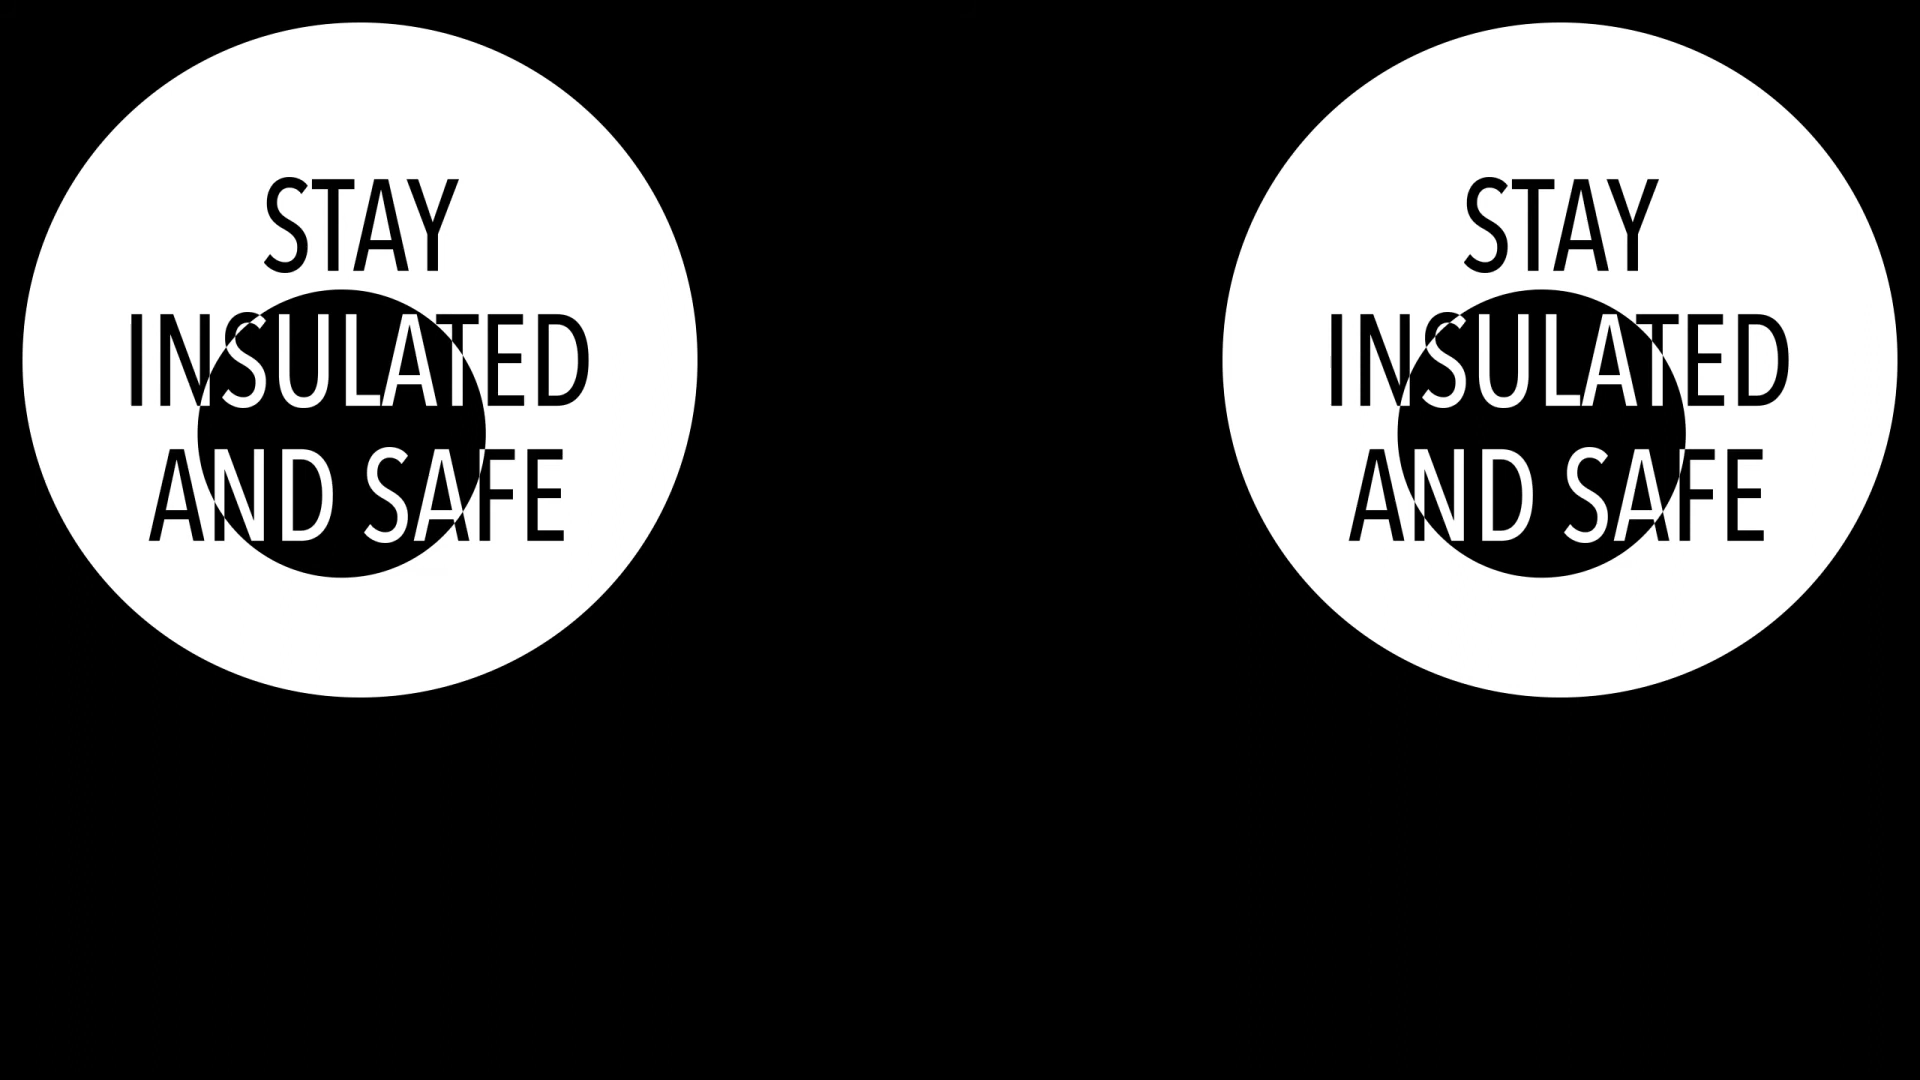 STAY
INSULATED
AND SAFE
STAY
INSULATED
AND SAFE